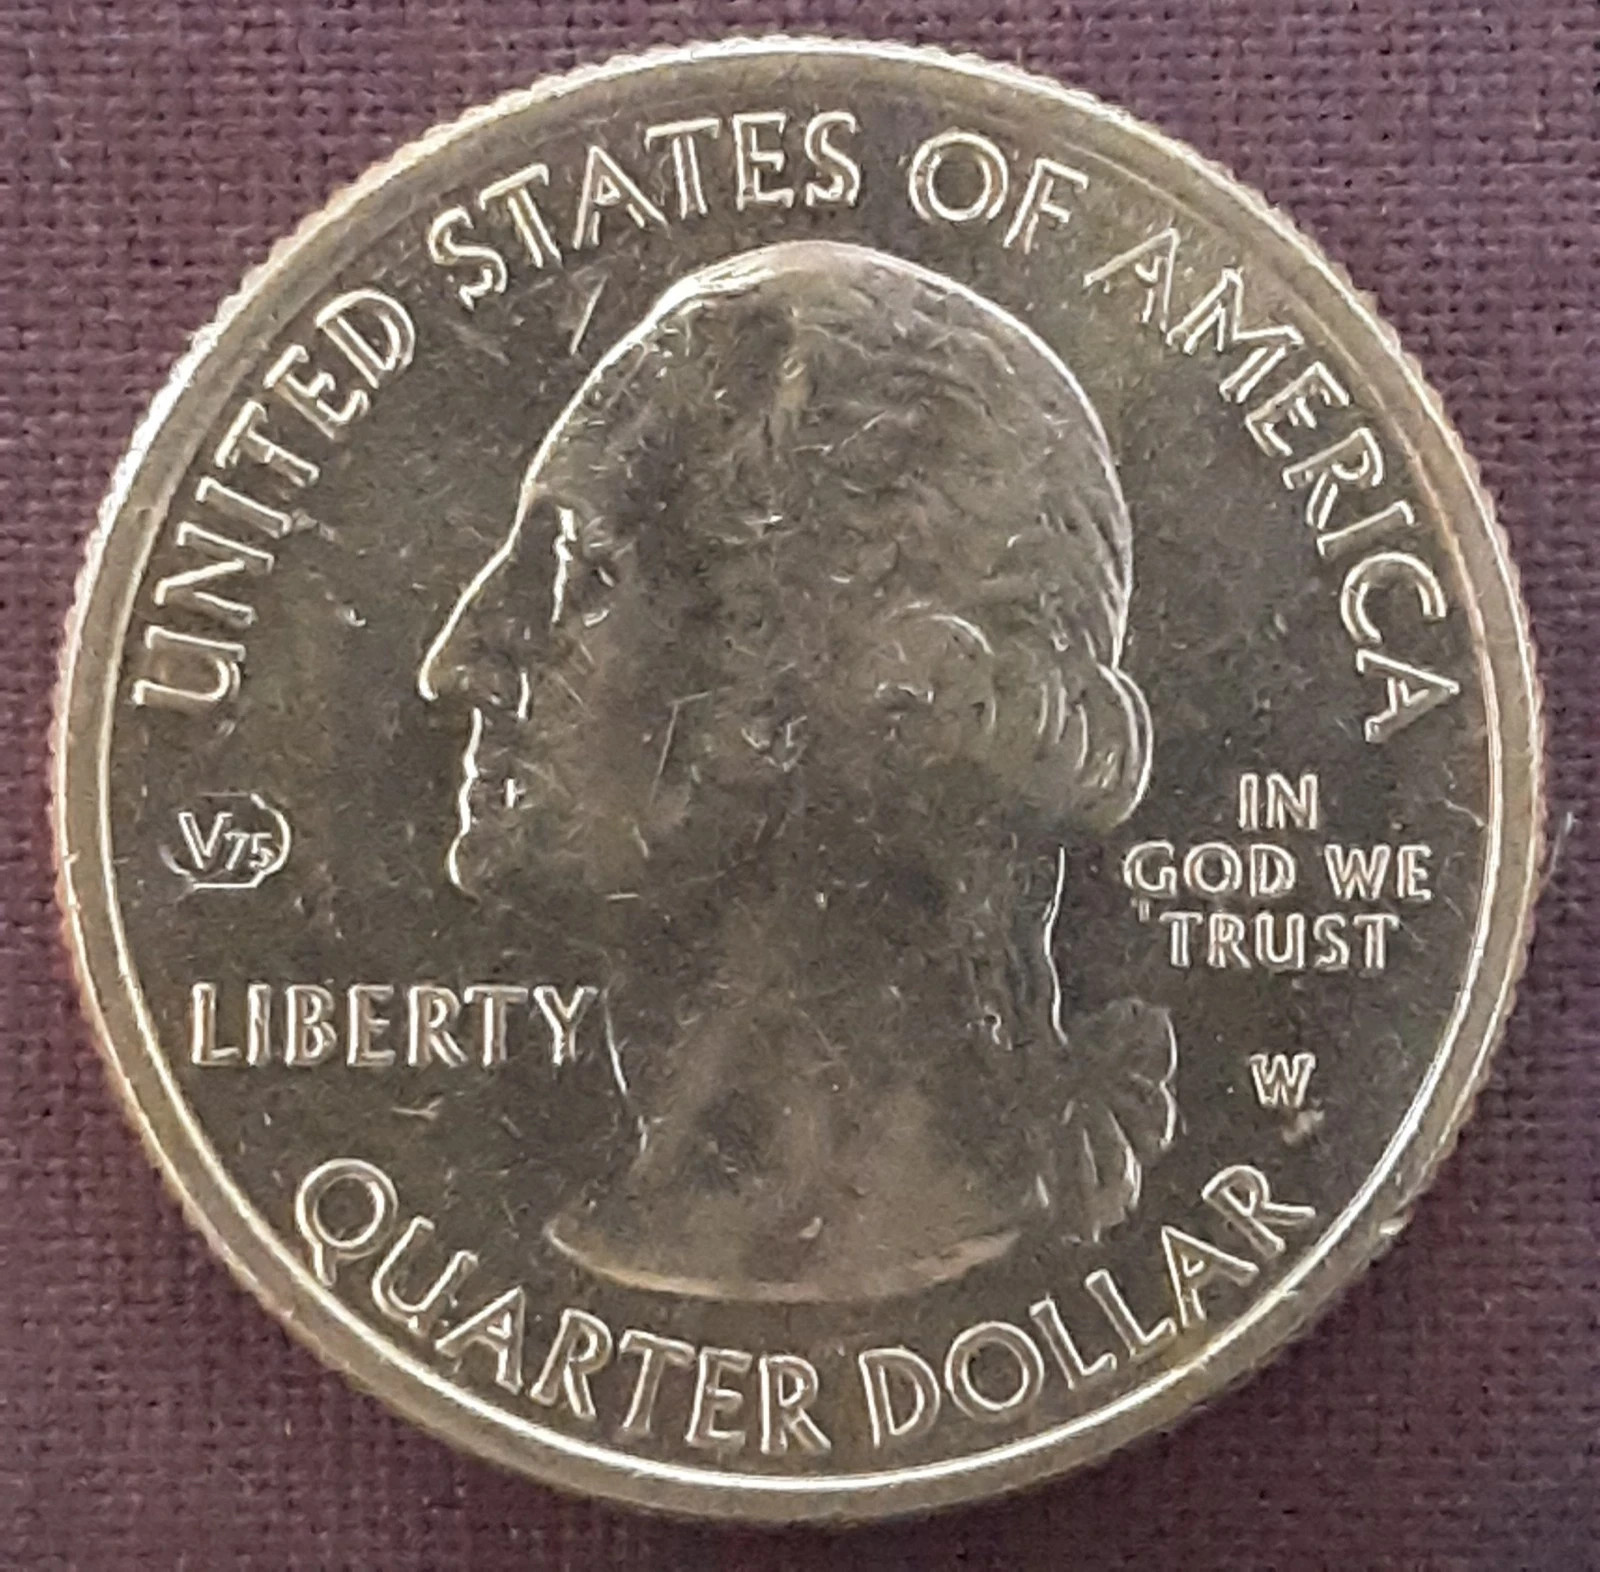 UNITED STATES OF AMERICA
V75
LIBERTY
IN
GOD WE
TRUST
W
QUARTER DOLLAR